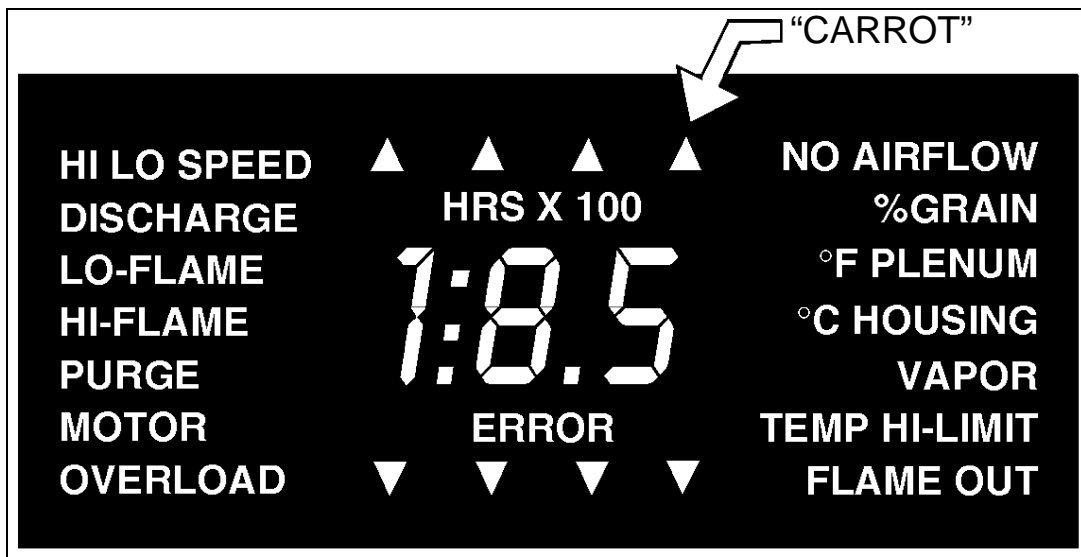 “CARROT”
HI LO SPEED
DISCHARGE
LO-FLAME
HI-FLAME
PURGE
MOTOR
OVERLOAD
HRS X 100
1:8.5
ERROR
NO AIRFLOW
%GRAIN
°F PLENUM
°C HOUSING
VAPOR
TEMP HI-LIMIT
FLAME OUT